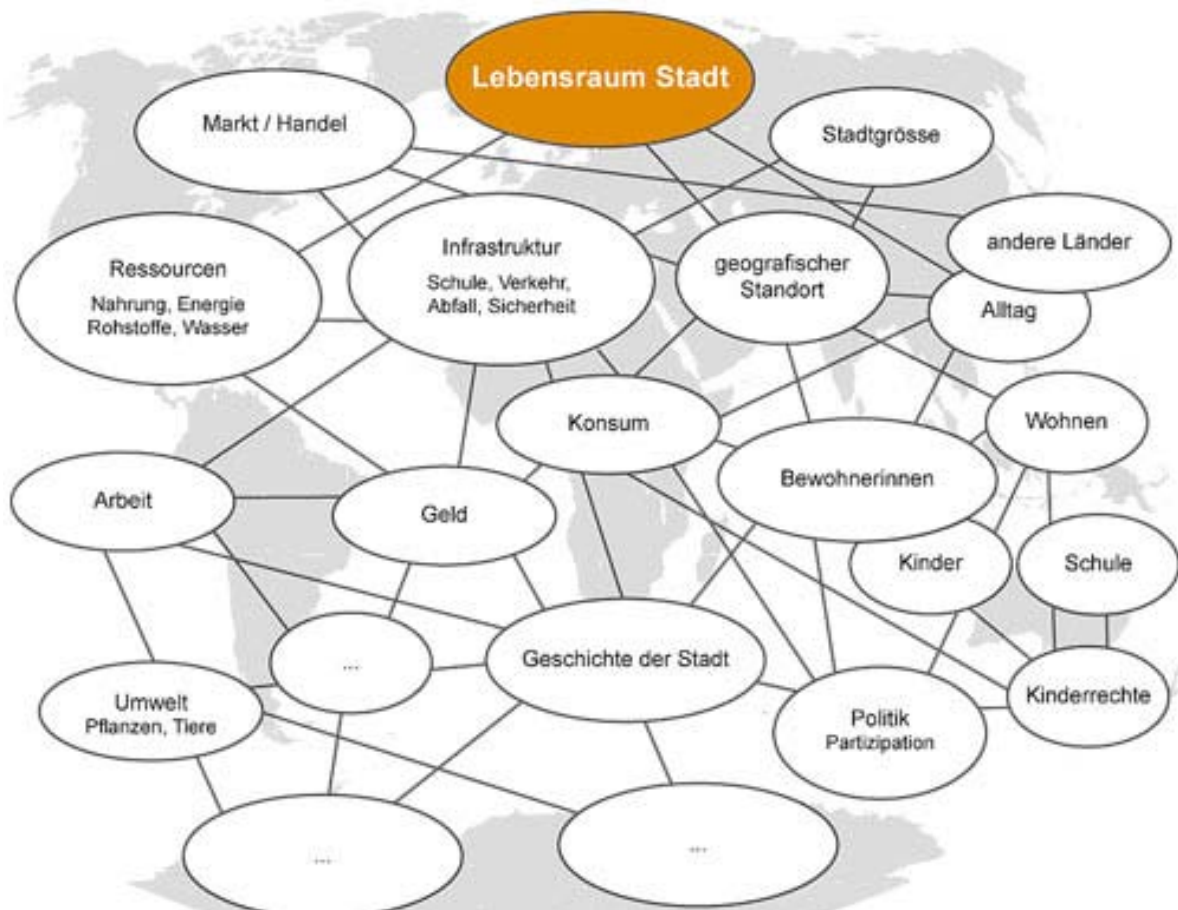 Lebensraum Stadt
Markt / Handel
Stadtgrösse
andere Länder
Ressourcen
Nahrung, Energie
Rohstoffe, Wasser
Infrastruktur
Schule, Verkehr,
Abfall, Sicherheit
geografischer
Standort
Alltag
Konsum
Wohnen
Bewohnerinnen
Arbeit
Geld
Kinder
Schule
...
Geschichte der Stadt
Umwelt
Pflanzen, Tiere
Politik
Partizipation
Kinderrechte
...
...